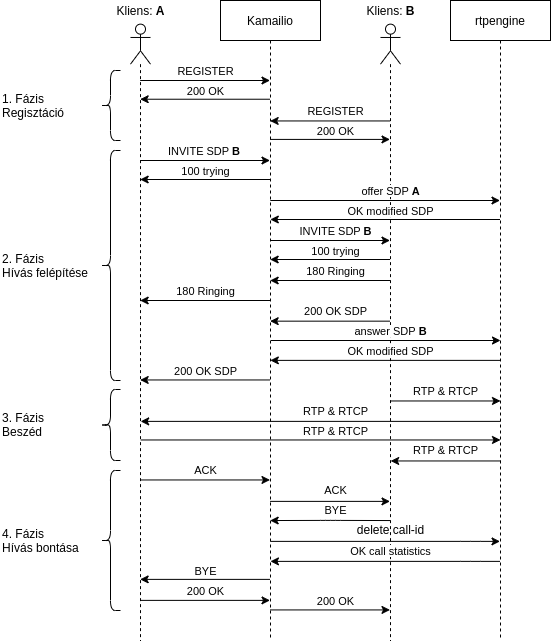 Kliens: A
Kamailio
Kliens: B
rtpengine
REGISTER
200 OK
1. Fázis
Regisztáció
REGISTER
200 OK
INVITE SDP B
100 trying
offer SDP A
OK modified SDP
INVITE SDP B
100 trying
2. Fázis
Hívás felépítése
180 Ringing
180 Ringing
200 OK SDP
answer SDP B
OK modified SDP
200 OK SDP
RTP & RTCP
RTP & RTCP
3. Fázis
Beszéd
RTP & RTCP
RTP & RTCP
ACK
ACK
BYE
4. Fázis
Hívás bontása
delete call-id
OK call statistics
BYE
200 OK
200 OK